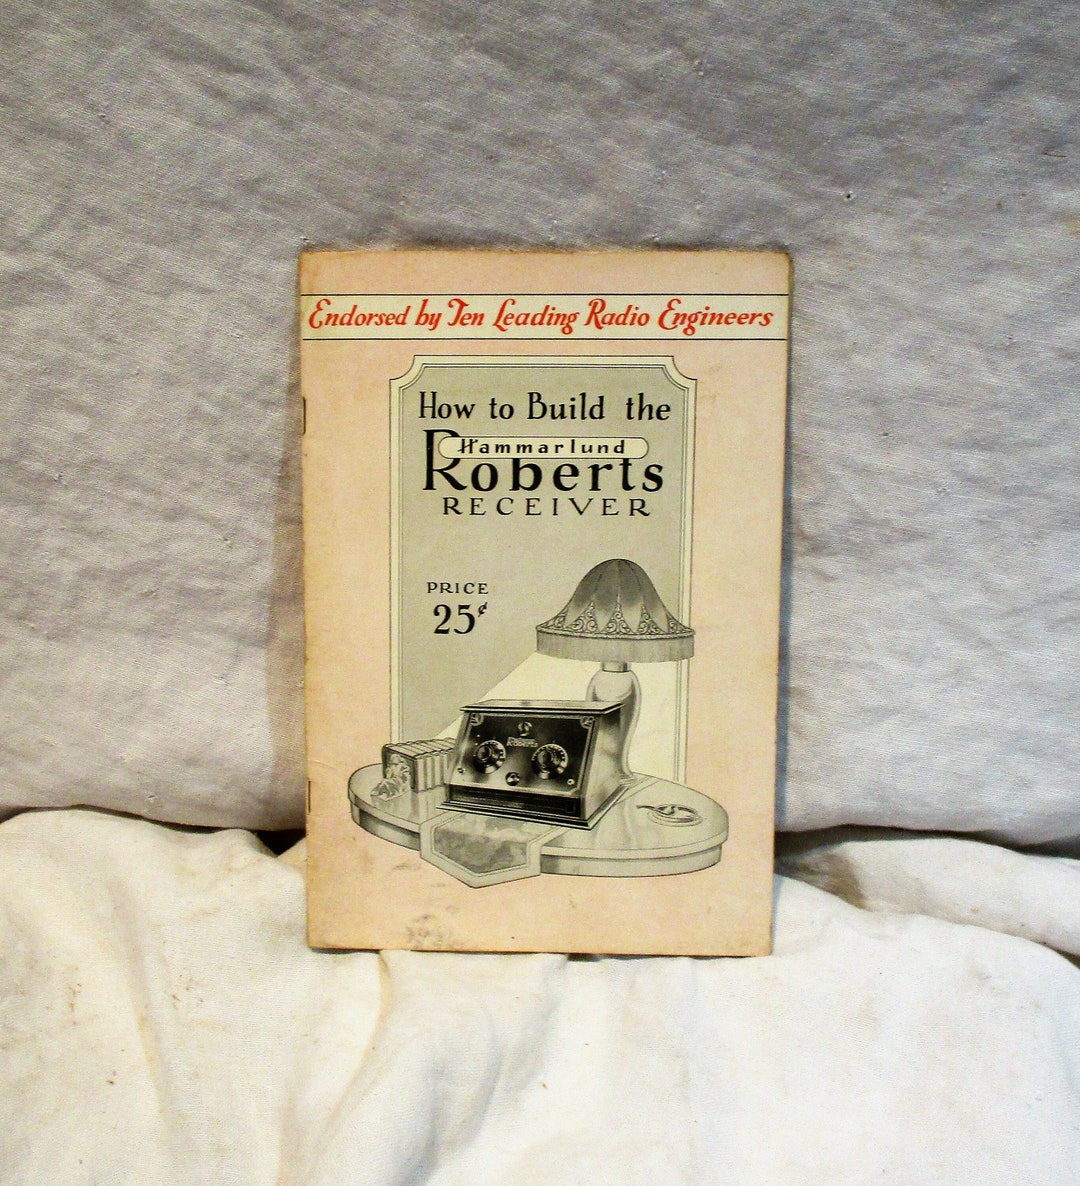 Endorsed by Ten Leading Radio Engineers
How to Build the
Hammarlund
Roberts
RECEIVER
PRICE
25¢